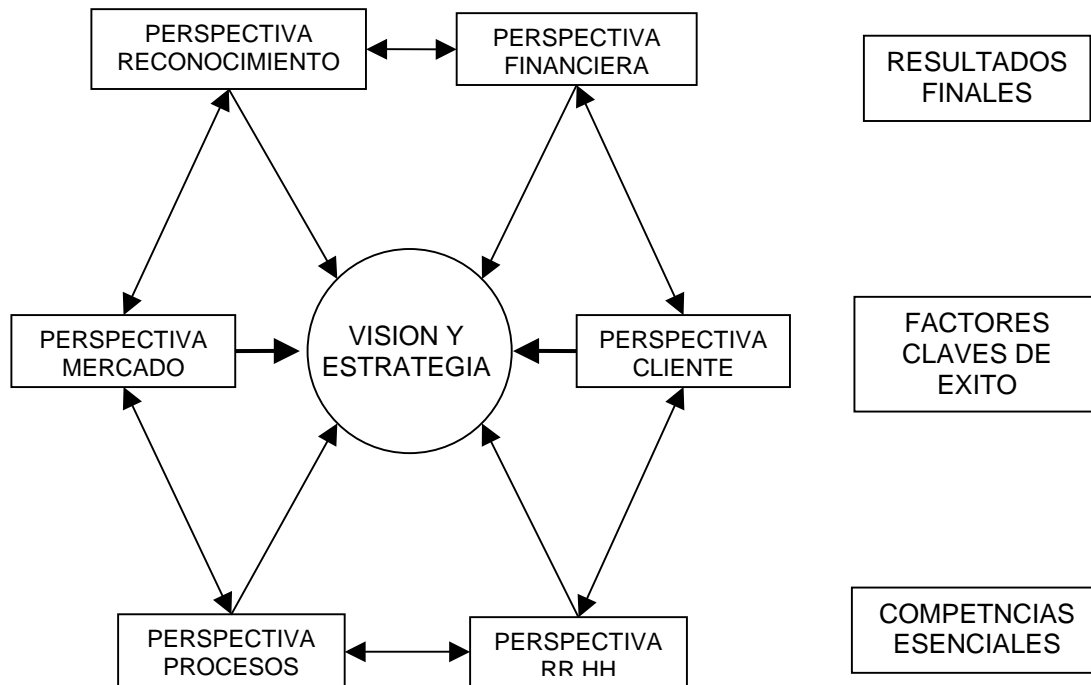 PERSPECTIVA
RECONOCIMIENTO
PERSPECTIVA
FINANCIERA
RESULTADOS
FINALES
PERSPECTIVA
MERCADO
VISION Y
ESTRATEGIA
PERSPECTIVA
CLIENTE
FACTORES
CLAVES DE
EXITO
PERSPECTIVA
PROCESOS
PERSPECTIVA
RR HH
COMPETNCIAS
ESENCIALES